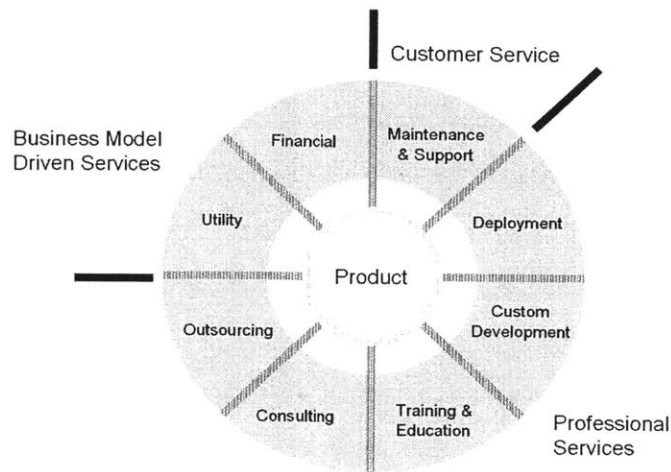 Customer Service
Business Model
Driven Services
Financial
Maintenance
& Support
Utility
Deployment
Product
Outsourcing
Custom
Development
Consulting
Training &
Education
Professional
Services